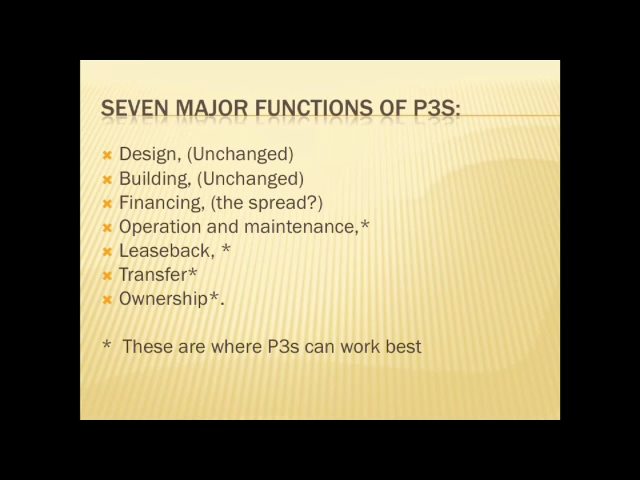 SEVEN MAJOR FUNCTIONS OF P3S:
Design, (Unchanged)
Building, (Unchanged)
Financing, (the spread?)
Operation and maintenance,*
Leaseback, *
Transfer*
Ownership*.
* These are where P3s can work best